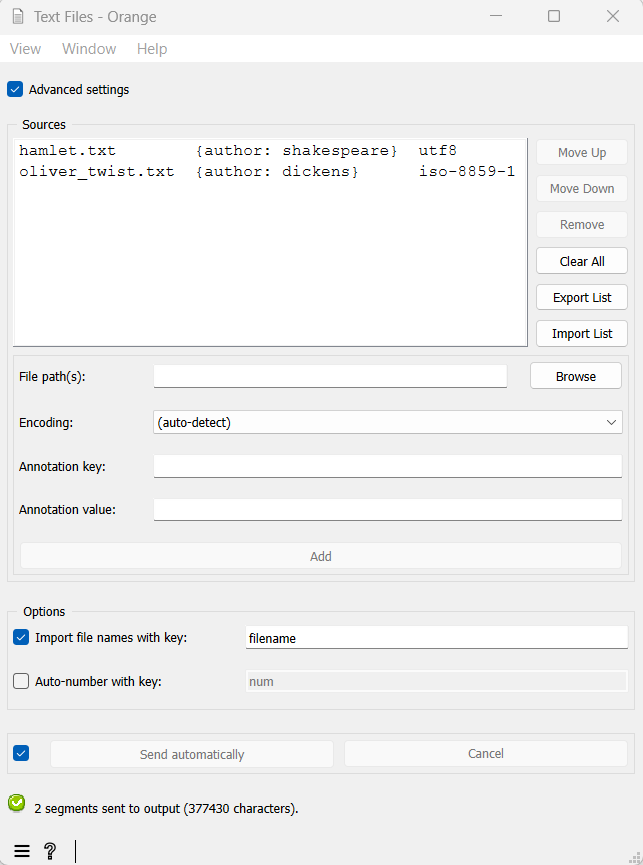 Text Files - Orange
View Window Help
Advanced settings
Sources
hamlet.txt {author: shakespeare} utf8
oliver_twist.txt {author: dickens} iso-8859-1
Move Up
Move Down
Remove
Clear All
Export List
Import List
File path(s):
Browse
Encoding: (auto-detect)
Annotation key:
Annotation value:
Add
Options
Import file names with key: filename
Auto-number with key: num
Send automatically Cancel
2 segments sent to output (377430 characters).
?